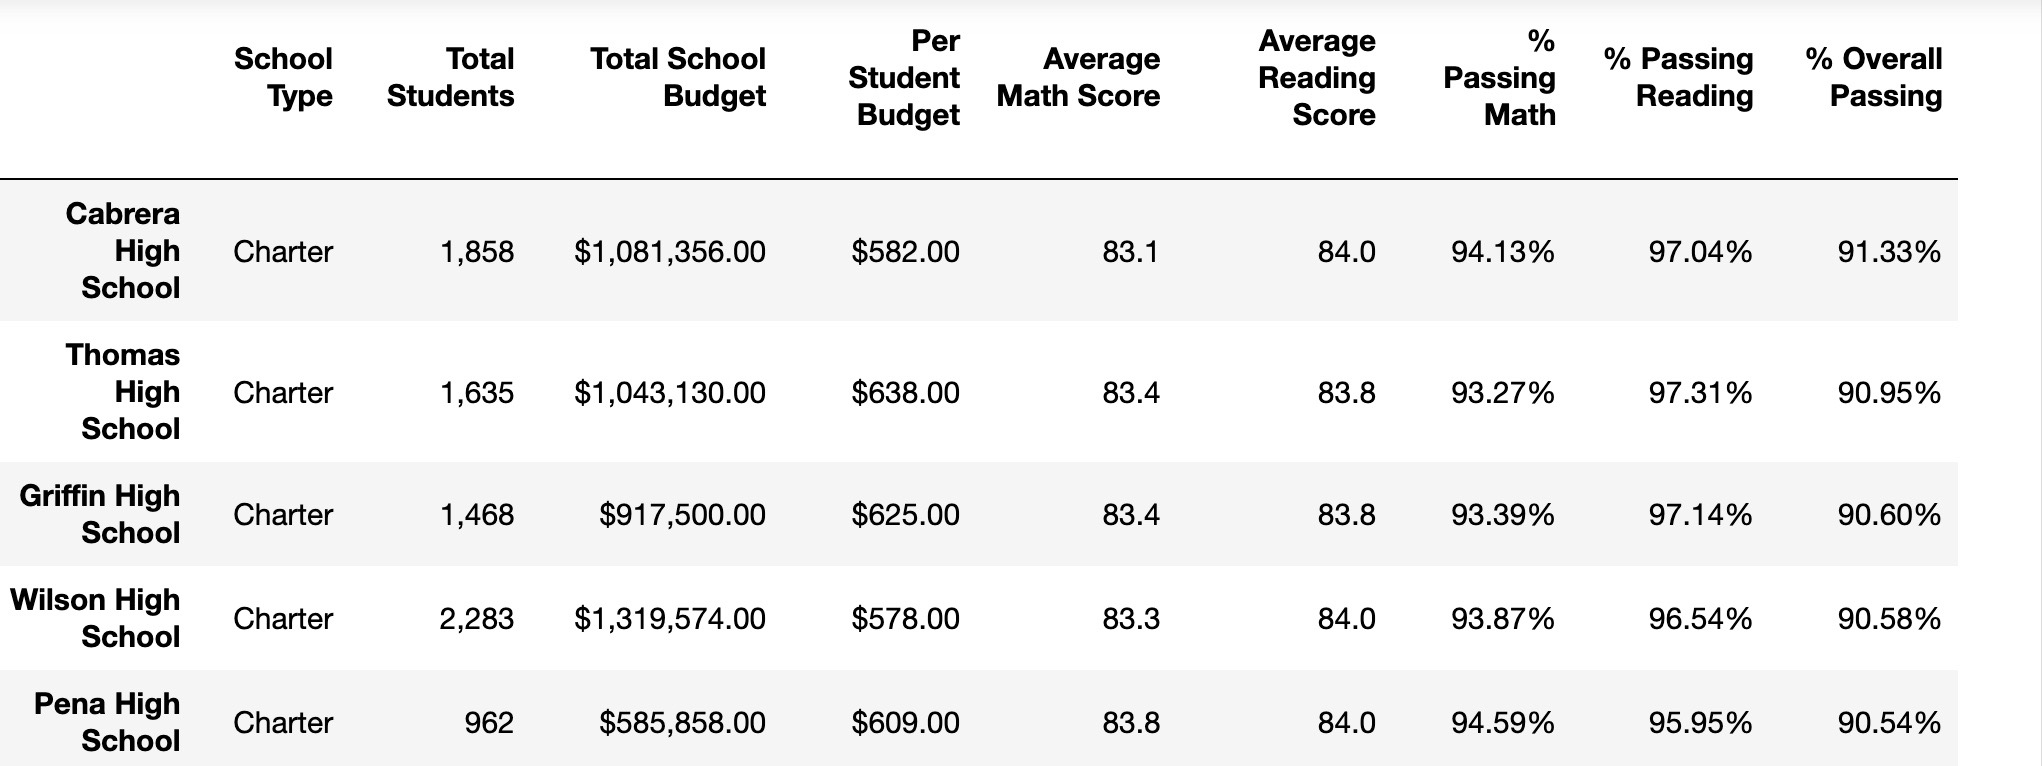 School Type Total Students Total School Budget Per Student Budget Average Math Score Average Reading Score % Passing Math % Passing Reading % Overall Passing
Cabrera High School Charter 1,858 $1,081,356.00 $582.00 83.1 84.0 94.13% 97.04% 91.33%
Thomas High School Charter 1,635 $1,043,130.00 $638.00 83.4 83.8 93.27% 97.31% 90.95%
Griffin High School Charter 1,468 $917,500.00 $625.00 83.4 83.8 93.39% 97.14% 90.60%
Wilson High School Charter 2,283 $1,319,574.00 $578.00 83.3 84.0 93.87% 96.54% 90.58%
Pena High School Charter 962 $585,858.00 $609.00 83.8 84.0 94.59% 95.95% 90.54%